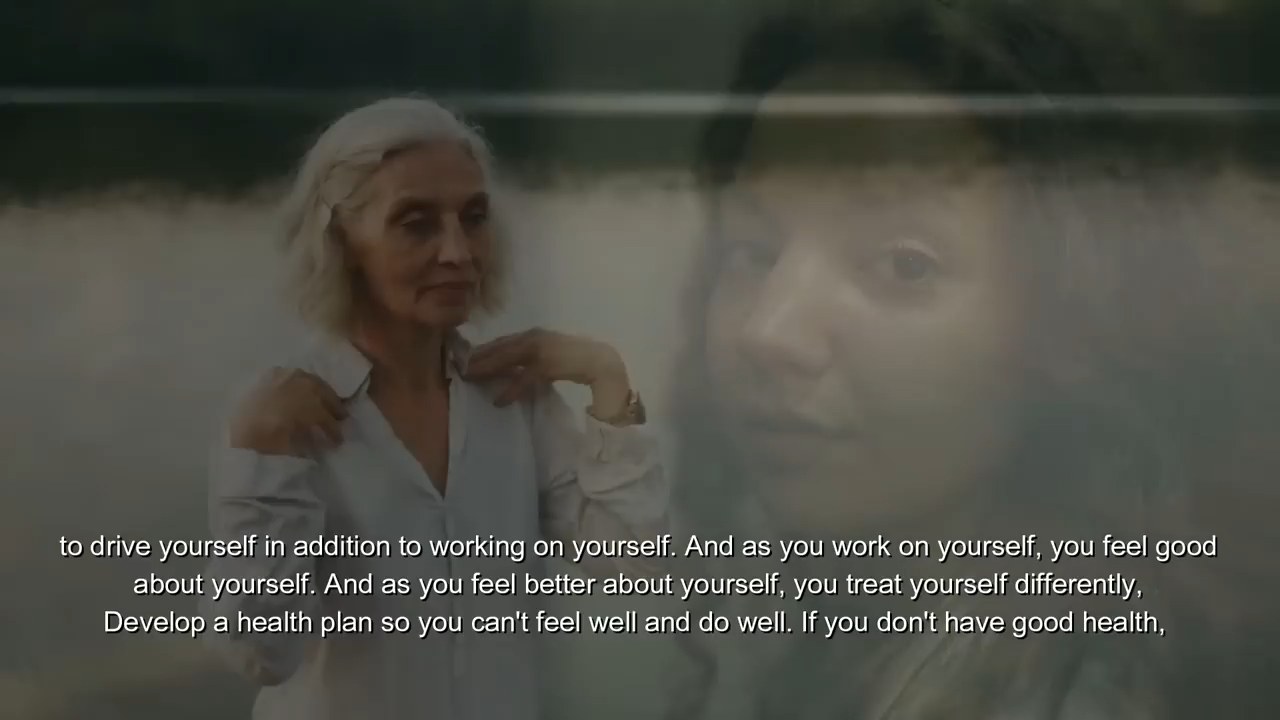 to drive yourself in addition to working on yourself. And as you work on yourself, you feel good
about yourself. And as you feel better about yourself, you treat yourself differently,
Develop a health plan so you can't feel well and do well. If you don't have good health,